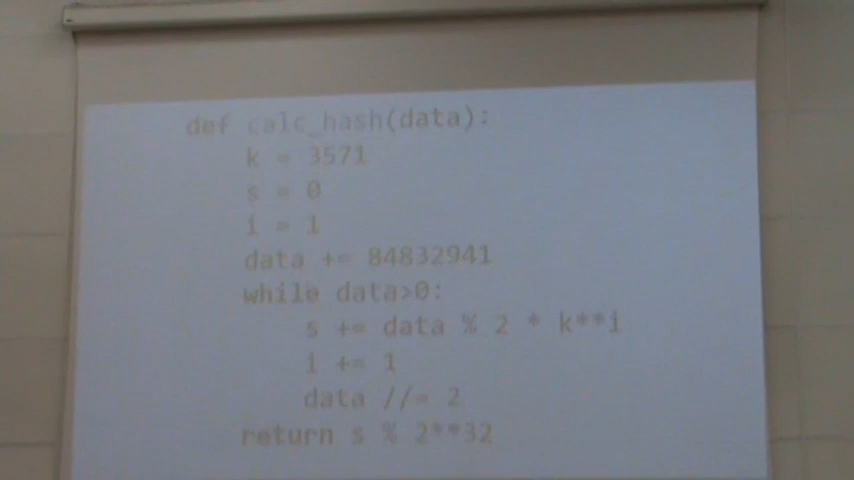 def calc_hash(data):
    k = 3571
    s = 0
    i = 1
    data += 84832941
    while data>0:
        s += data % 2 * k**i
        i += 1
        data //= 2
    return s % 2**32